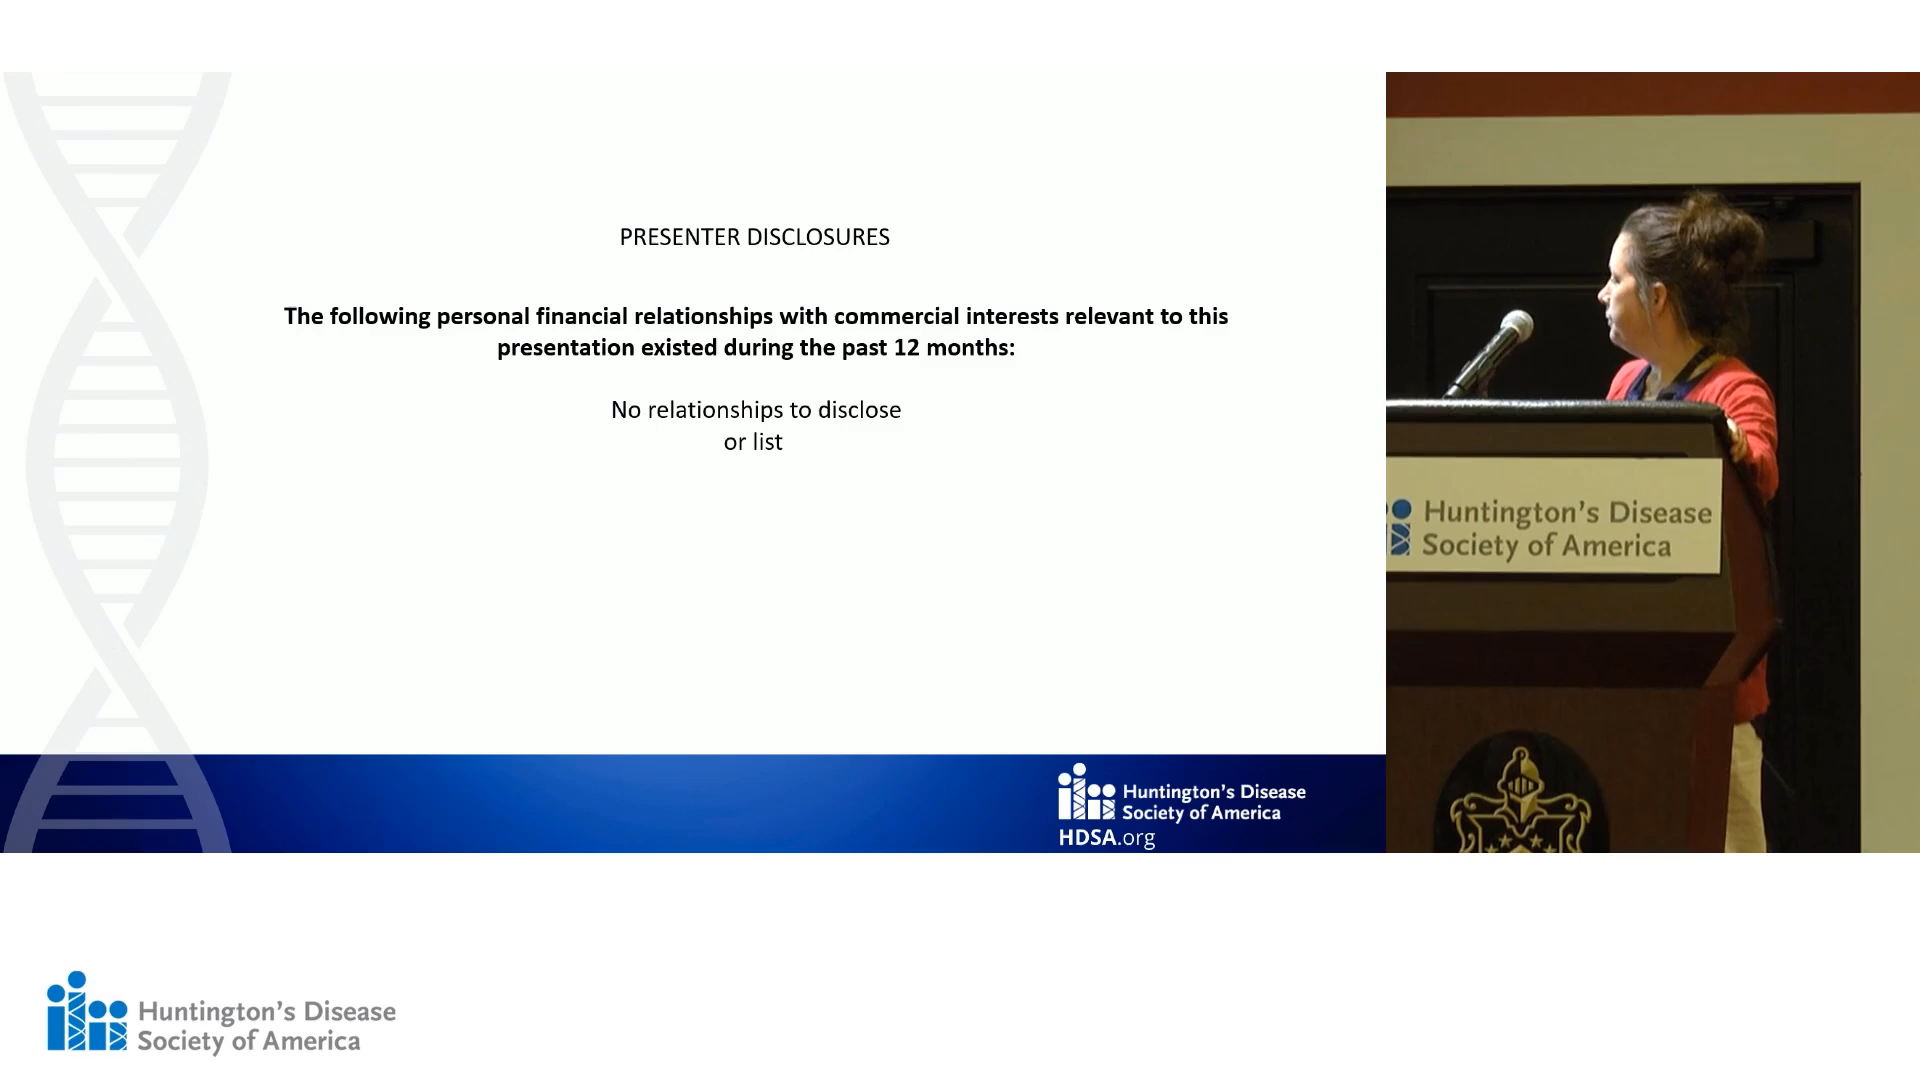 PRESENTER DISCLOSURES
The following personal financial relationships with commercial interests relevant to this
presentation existed during the past 12 months:
No relationships to disclose
or list
Huntington's Disease
Society of America
HDSA.org
Huntington's Disease
Society of America
Huntington's Disease
Society of America